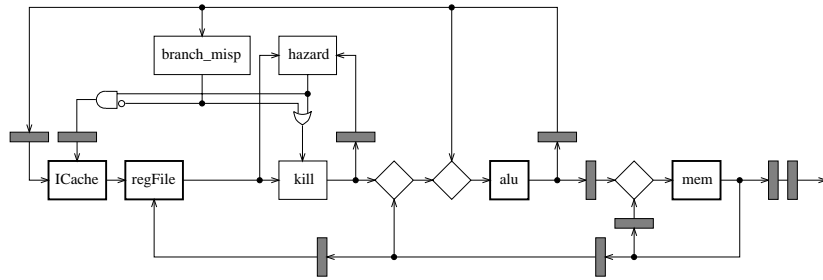 branch_misp
hazard
ICache
regFile
kill
alu
mem